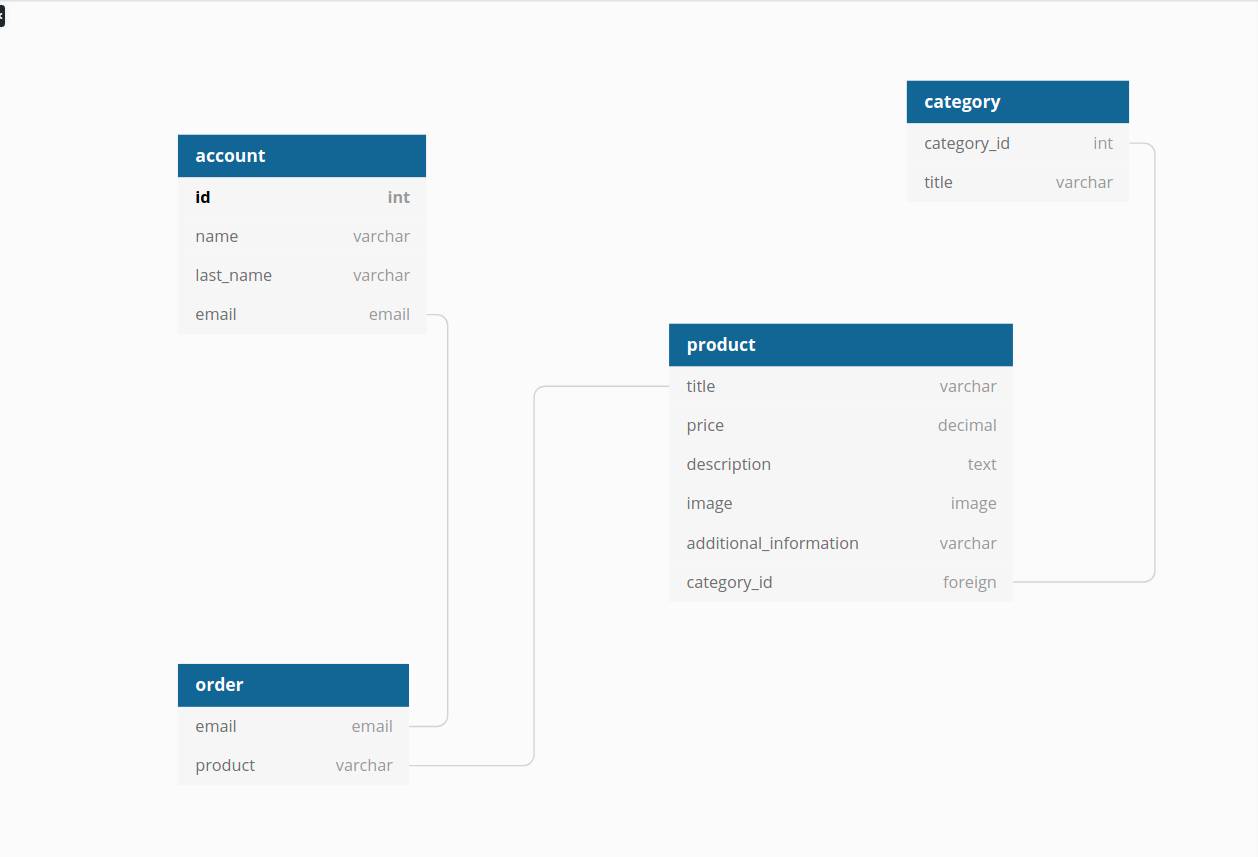 account
id int
name varchar
last_name varchar
email email
category
category_id int
title varchar
product
title varchar
price decimal
description text
image image
additional_information varchar
category_id foreign
order
email email
product varchar